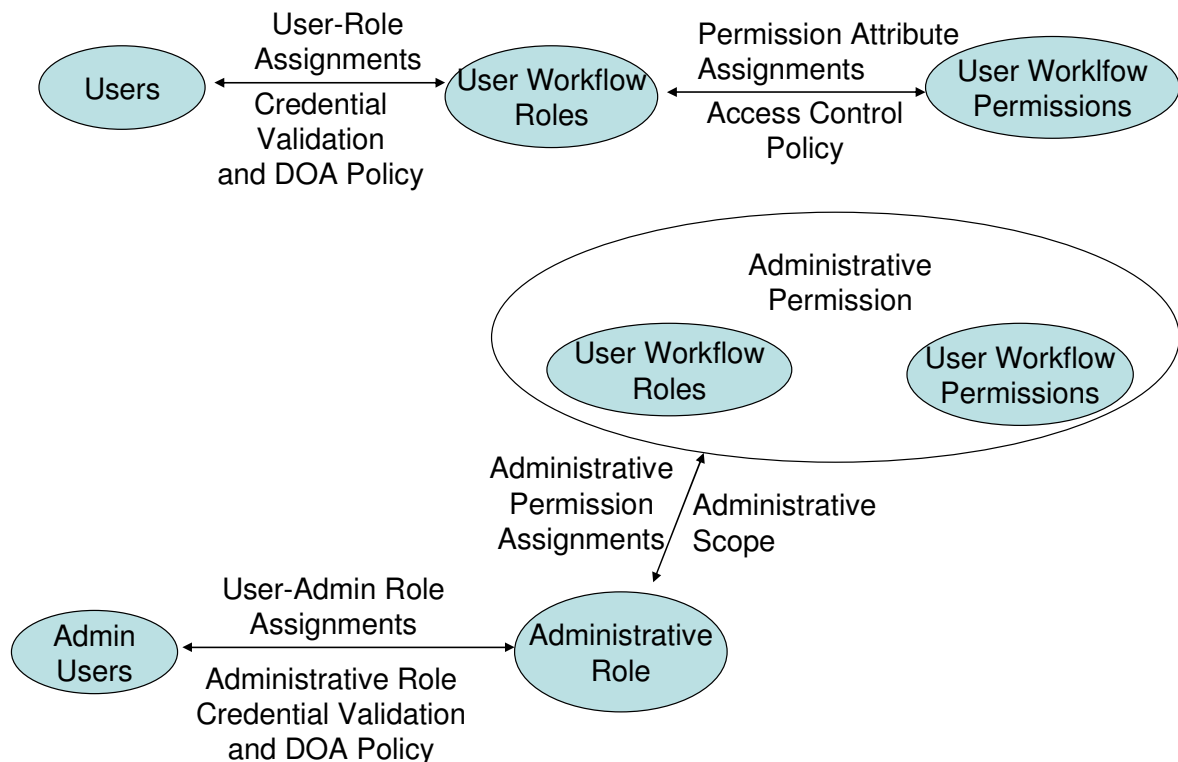 User-Role
Assignments
Users
Credential
Validation
and DOA Policy
User Workflow
Roles
Permission Attribute
Assignments
Access Control
Policy
User Worklfow
Permissions
Administrative
Permission
User Workflow
Roles
User Workflow
Permissions
Administrative
Permission
Assignments
Administrative
Scope
User-Admin Role
Assignments
Admin
Users
Administrative Role
Credential Validation
and DOA Policy
Administrative
Role